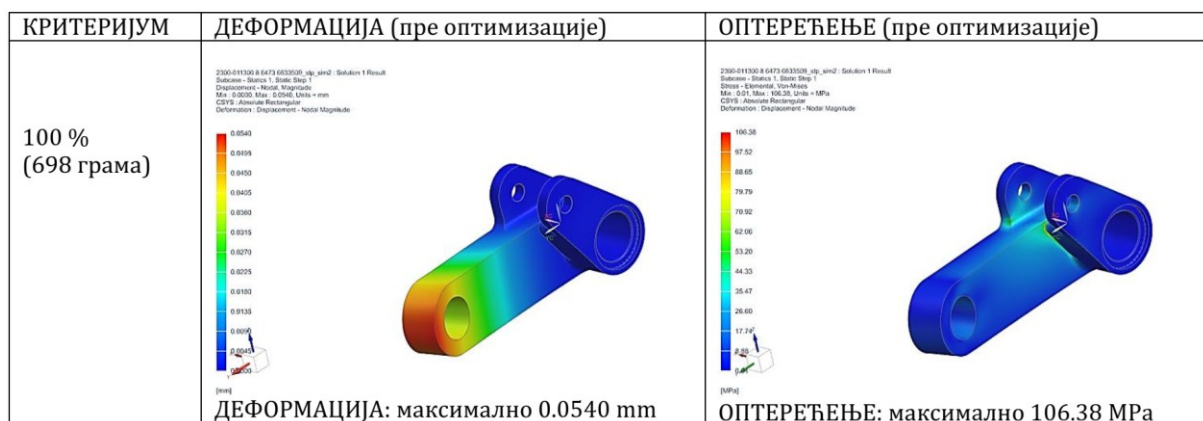 КРИТЕРИЈУМ
ДЕФОРМАЦИЈА (пре оптимизације)
ОПТЕРЕЋЕЊЕ (пре оптимизације)
100 %
(698 грама)
Subcase - Statics 1, Static Step 1
Displacement - Nodal, Magnitude
Min : 0.0000, Max : 0.0540, Units = mm
CSYS : Absolute Rectangular
Deformation : Displacement - Nodal Magnitude
0.0540
0.0495
0.0450
0.0405
0.0360
0.0315
0.0270
0.0225
0.0180
0.0135
0.0045
[mm]
ДЕФОРМАЦИЈА: максимално 0.0540 mm
Subcase - Statics 1, Static Step 1
Stress - Elemental, Von-Mises
Min : 0.01, Max : 106.38, Units = MPa
CSYS : Absolute Rectangular
Deformation : Displacement - Nodal Magnitude
106.38
97.52
88.65
79.79
70.92
62.06
53.20
44.33
35.47
26.60
17.74
[MPa]
ОПТЕРЕЋЕЊЕ: максимално 106.38 MPa